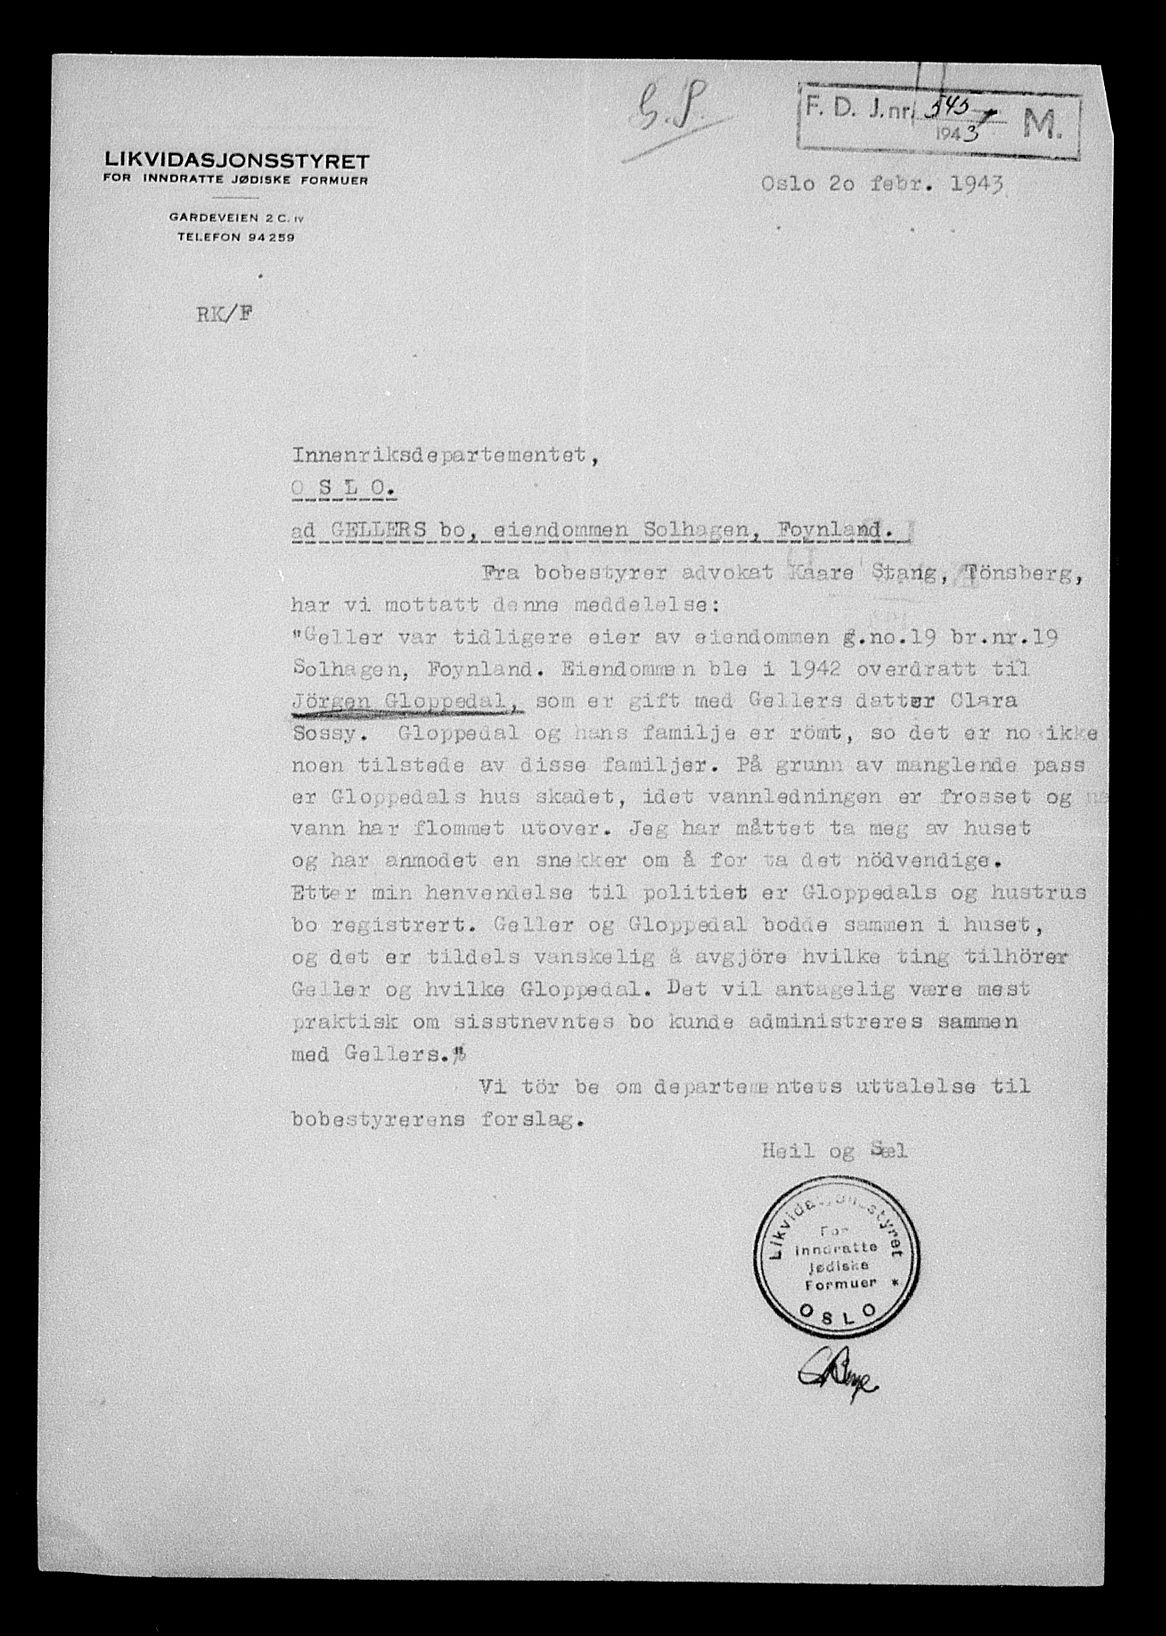 G.P.
F. D. J.nr. 545
1943 M.
LIKVIDASJONSSTYRET
FOR INNDRATTE JØDISKE FORMUER
GARDEVEIEN 2 C. IV
TELEFON 94259
Oslo 2o febr. 1943
RK/F
Innenriksdepartementet,
O S L O.
ad GELLERS bo, eiendommen Solhagen, Foynland.
Fra bobestyrer advokat Kaare Stang, Tönsberg,
har vi mottatt denne meddelelse:
"Geller var tidligere eier av eiendommen g.no.19 br.nr.19
Solhagen, Foynland. Eiendommen ble i 1942 overdratt til
Jörgen Gloppedal, som er gift med Gellers datter Clara
Sossy. Gloppedal og hans familje er römt, so det er no ikke
noen tilstede av disse familjer. På grunn av manglende pass
er Gloppedals hus skadet, idet vannledningen er frosset og
vann har flommet utover. Jeg har måttet ta meg av huset
og har anmodet en snekker om å for ta det nödvendige.
Etter min henvendelse til politiet er Gloppedals og hustrus
bo registrert. Geller og Gloppedal bodde sammen i huset,
og det er tildels vanskelig å avgjöre hvilke ting tilhörer
Geller og hvilke Gloppedal. Det vil antagelig være mest
praktisk om sisstnevntes bo kunde administreres sammen
med Gellers."
Vi tör be om departementets uttalelse til
bobestyrerens forslag.
Heil og Sæl
Likvidasjonsstyret
For
inndratte
jødiske
Formuer
* OSLO